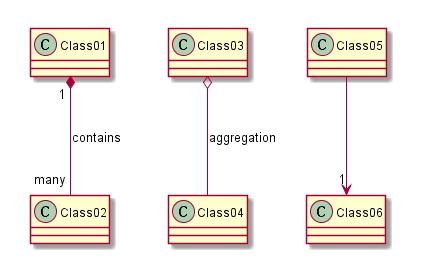 C Class01
C Class03
C Class05
1
contains
aggregation
many
1
C Class02
C Class04
C Class06